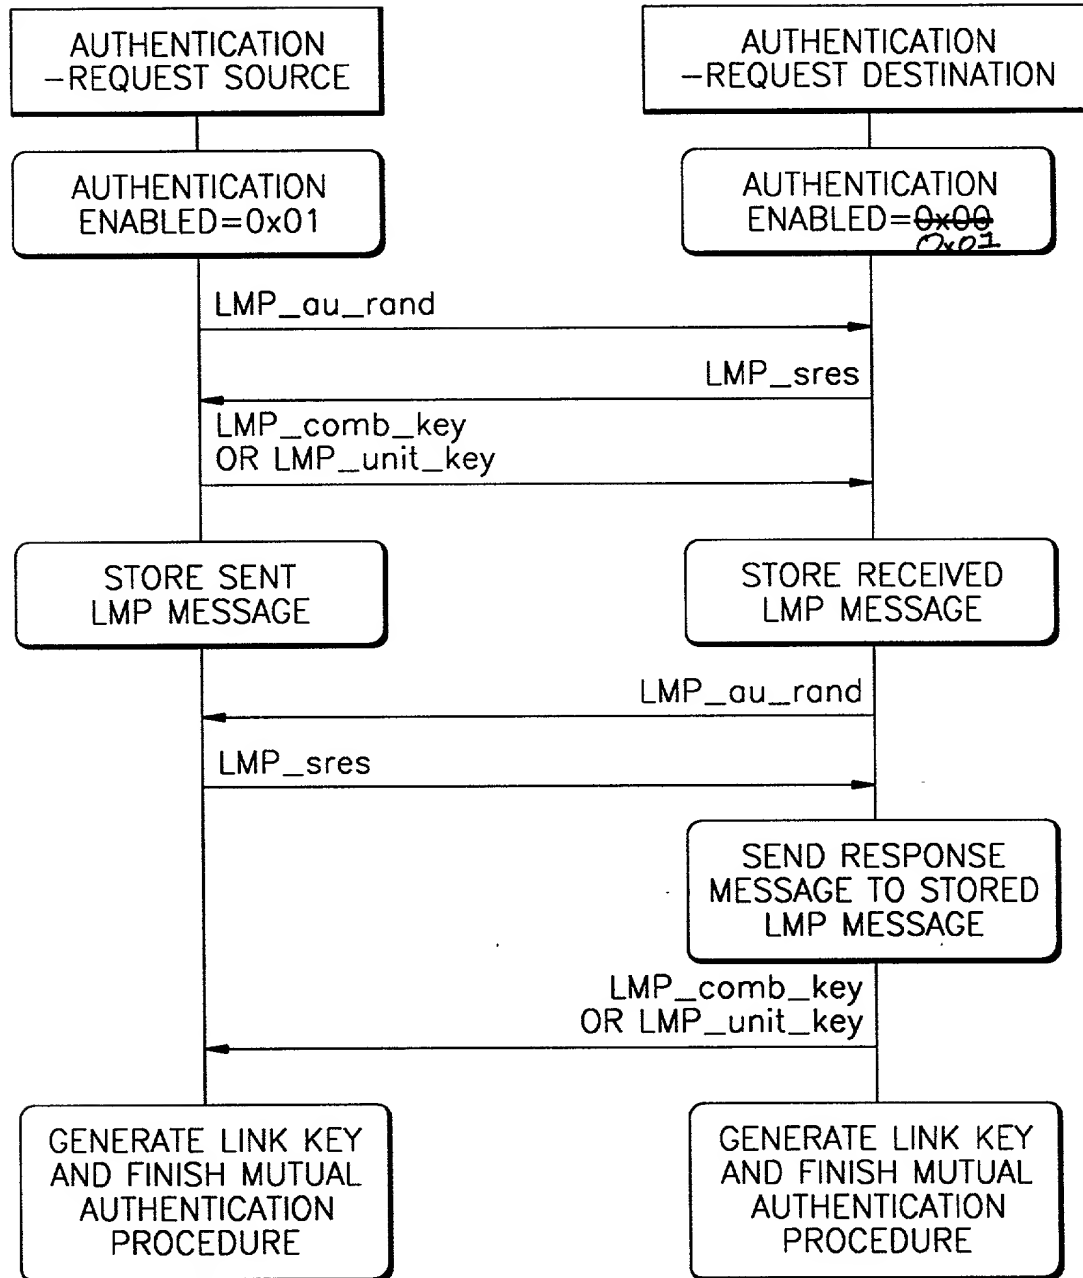 AUTHENTICATION
-REQUEST SOURCE
AUTHENTICATION
-REQUEST DESTINATION
AUTHENTICATION
ENABLED=0x01
AUTHENTICATION
ENABLED=0x00
0x01
LMP_au_rand
LMP_sres
LMP_comb_key
OR LMP_unit_key
STORE SENT
LMP MESSAGE
STORE RECEIVED
LMP MESSAGE
LMP_au_rand
LMP_sres
SEND RESPONSE
MESSAGE TO STORED
LMP MESSAGE
LMP_comb_key
OR LMP_unit_key
GENERATE LINK KEY
AND FINISH MUTUAL
AUTHENTICATION
PROCEDURE
GENERATE LINK KEY
AND FINISH MUTUAL
AUTHENTICATION
PROCEDURE